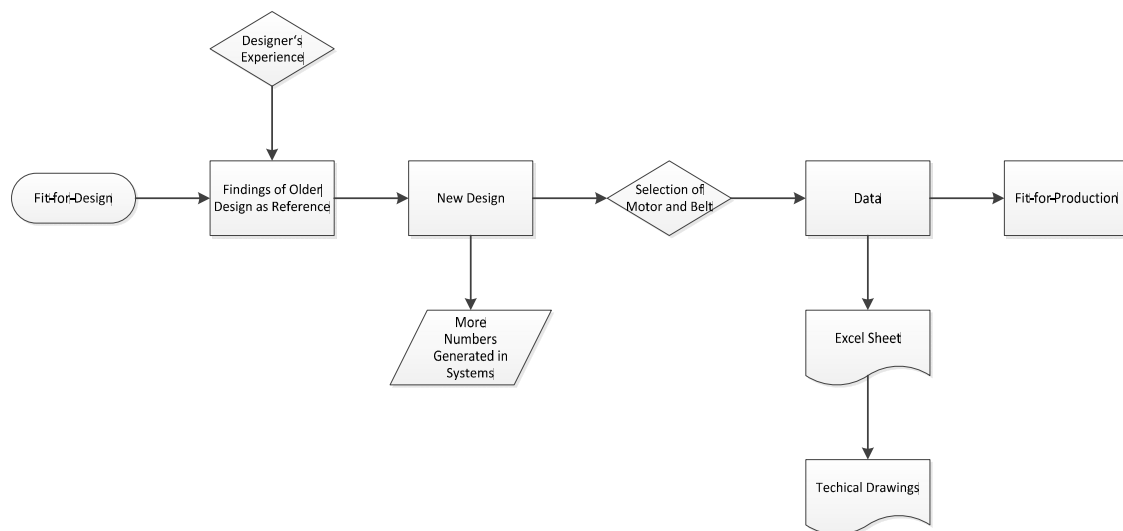 Designer's
Experience
Fit-for-Design
Findings of Older
Design as Reference
New Design
Selection of
Motor and Belt
Data
Fit-for-Production
More
Numbers
Generated in
Systems
Excel Sheet
Techical Drawings